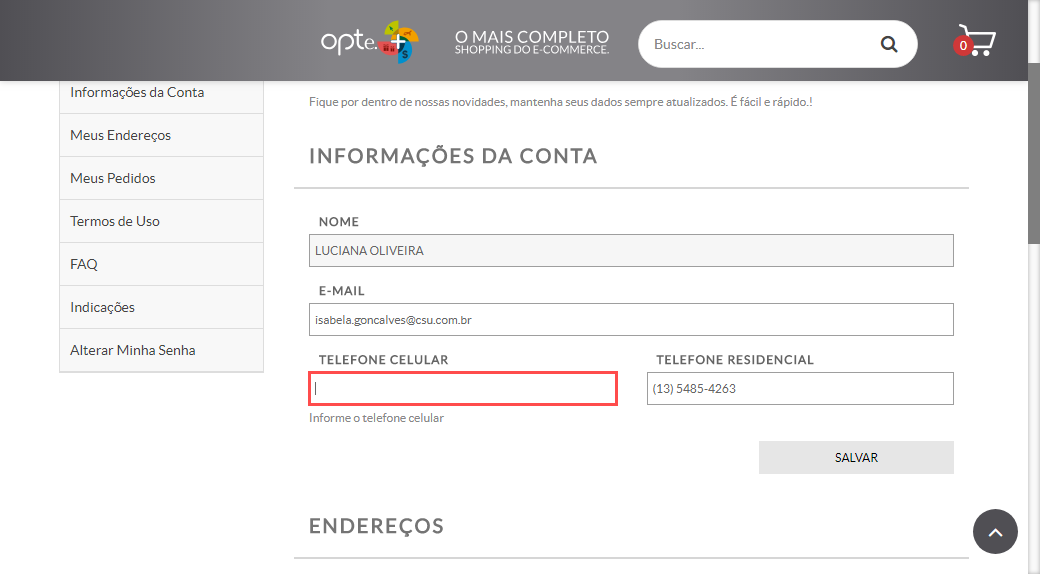 opte.
O MAIS COMPLETO
SHOPPING DO E-COMMERCE.
Buscar...
0
Informações da Conta
Meus Endereços
Meus Pedidos
Termos de Uso
FAQ
Indicações
Alterar Minha Senha
Fique por dentro de nossas novidades, mantenha seus dados sempre atualizados. É fácil e rápido.!
INFORMAÇÕES DA CONTA
NOME
LUCIANA OLIVEIRA
E-MAIL
isabela.goncalves@csu.com.br
TELEFONE CELULAR
TELEFONE RESIDENCIAL
(13) 5485-4263
Informe o telefone celular
SALVAR
ENDEREÇOS